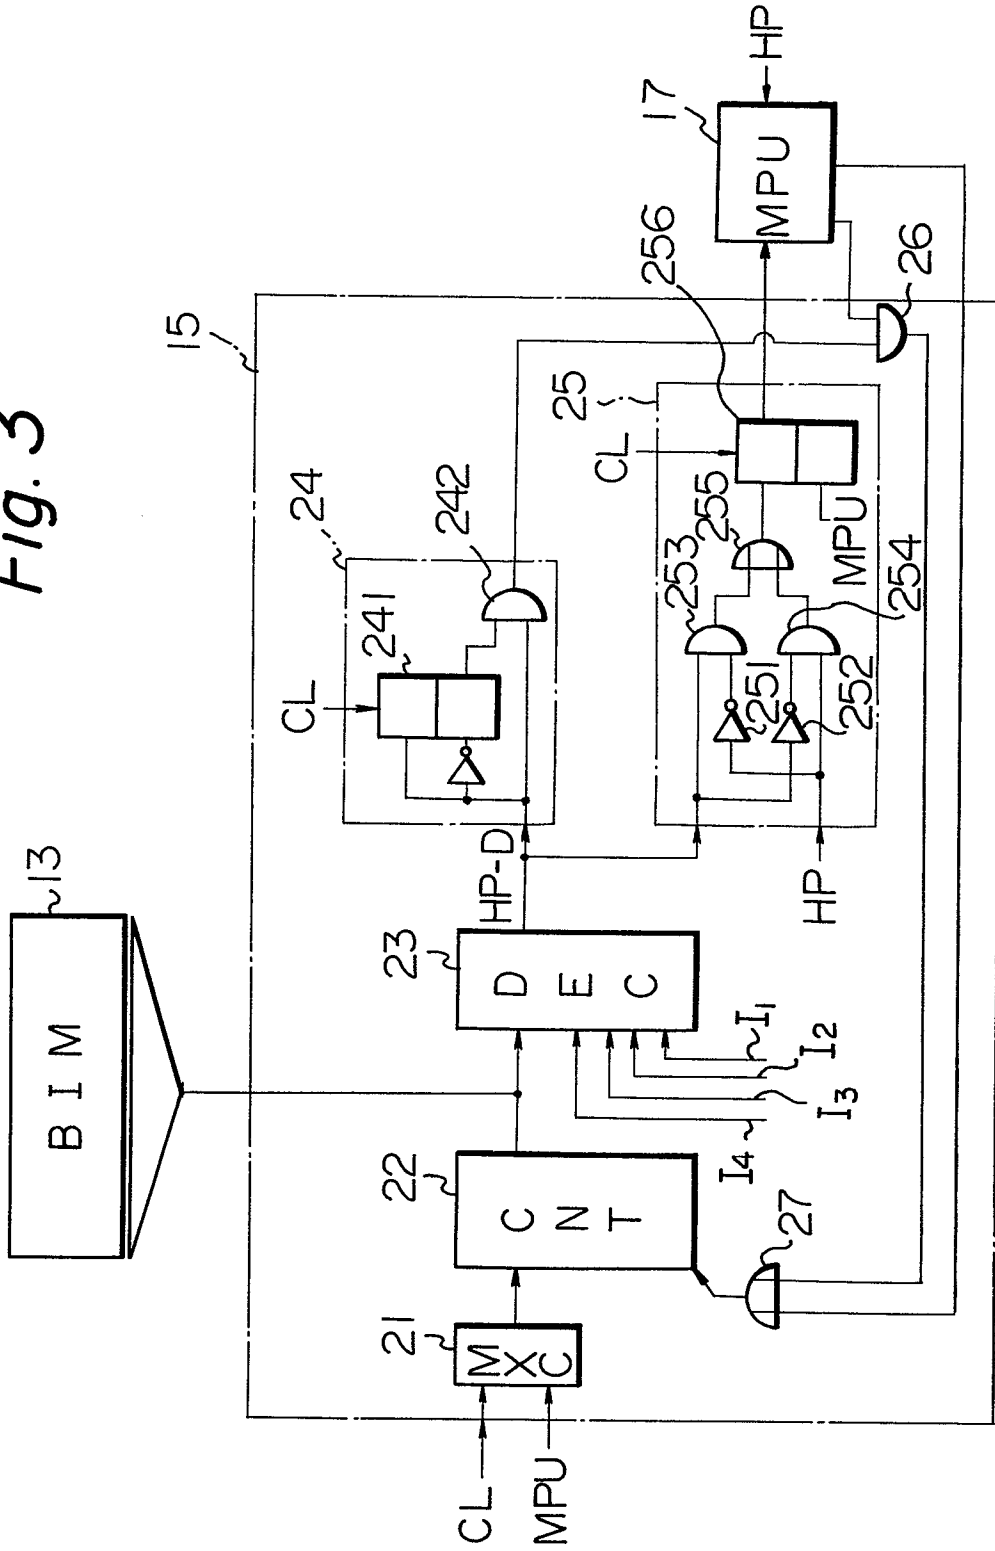 Fig. 3
BIM
13
15
CL
MPU
MXC
21
CNT
22
DEC
23
HP-D
I1
I2
I3
I4
27
24
CL
241
242
25
HP
251
252
253
254
255
CL
256
MPU
26
MPU
17
HP